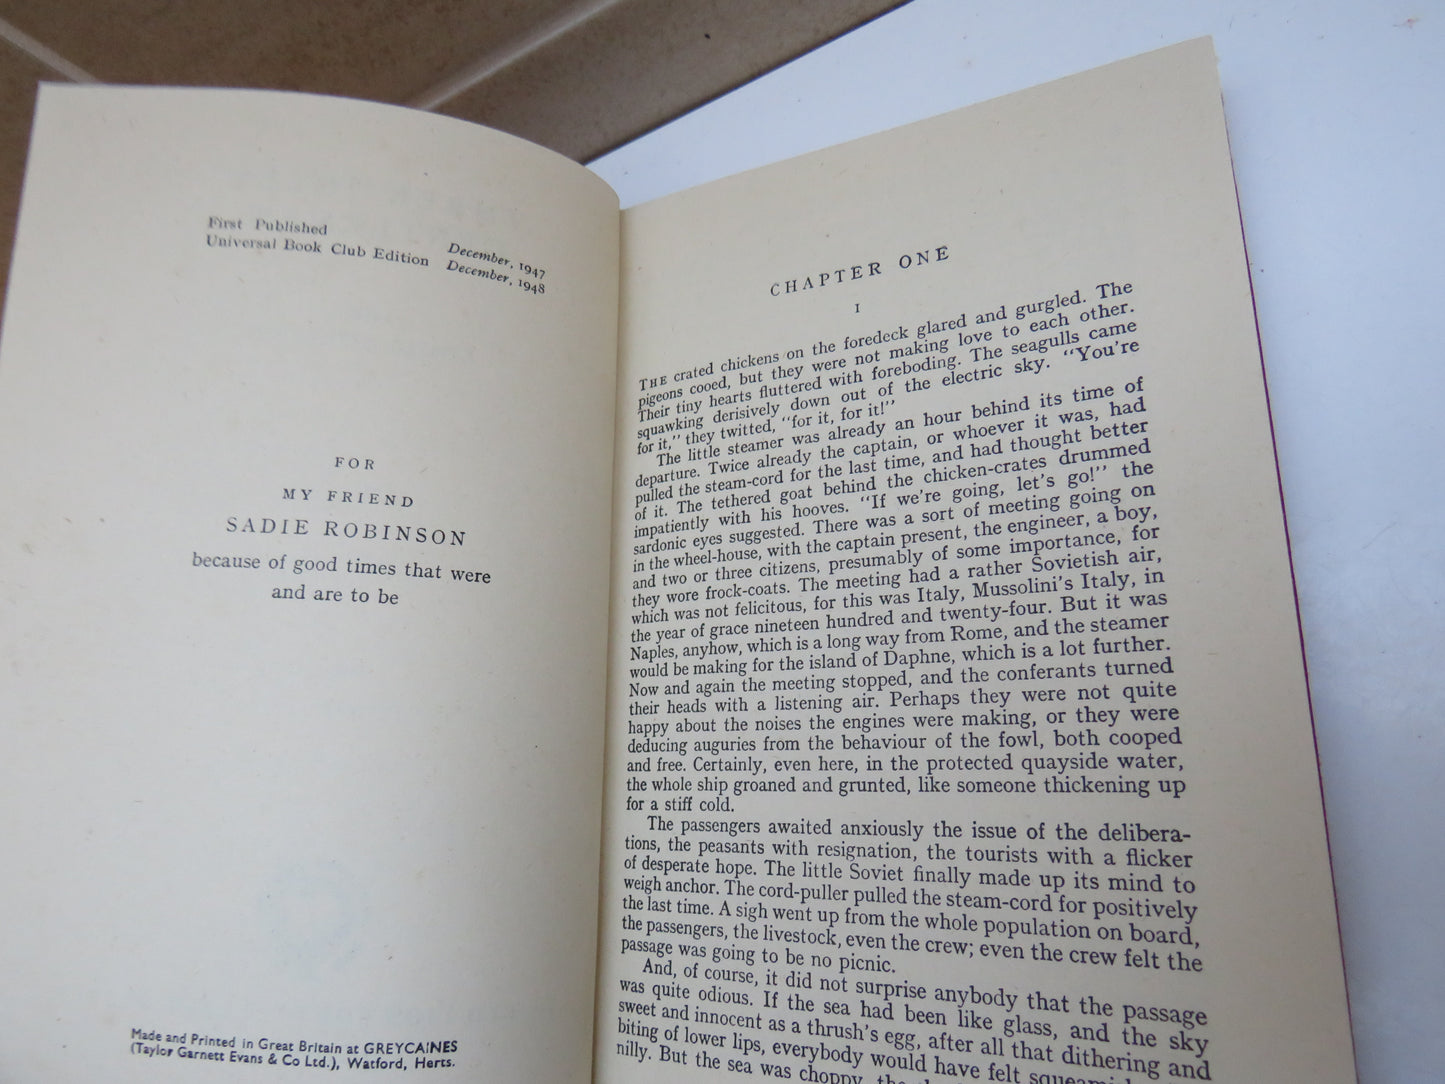 First Published December, 1947
Universal Book Club Edition December, 1948
FOR
MY FRIEND
SADIE ROBINSON
because of good times that were
and are to be
Made and Printed in Great Britain at GREYCAINES
(Taylor Garnett Evans & Co Ltd.), Watford, Herts.
CHAPTER ONE
I
THE crated chickens on the foredeck glared and gurgled. The
pigeons cooed, but they were not making love to each other.
Their tiny hearts fluttered with foreboding. The seagulls came
squawking derisively down out of the electric sky. "You're
for it," they twitted, "for it, for it!"
The little steamer was already an hour behind its time of
departure. Twice already the captain, or whoever it was, had
pulled the steam-cord for the last time, and had thought better
of it. The tethered goat behind the chicken-crates drummed
impatiently with his hooves. "If we're going, let's go!" the
sardonic eyes suggested. There was a sort of meeting going on
in the wheel-house, with the captain present, the engineer, a boy,
and two or three citizens, presumably of some importance, for
they wore frock-coats. The meeting had a rather Sovietish air,
which was not felicitous, for this was Italy, Mussolini's Italy, in
the year of grace nineteen hundred and twenty-four. But it was
Naples, anyhow, which is a long way from Rome, and the steamer
would be making for the island of Daphne, which is a lot further.
Now and again the meeting stopped, and the conferants turned
their heads with a listening air. Perhaps they were not quite
happy about the noises the engines were making, or they were
deducing auguries from the behaviour of the fowl, both cooped
and free. Certainly, even here, in the protected quayside water,
the whole ship groaned and grunted, like someone thickening up
for a stiff cold.
The passengers awaited anxiously the issue of the delibera-
tions, the peasants with resignation, the tourists with a flicker
of desperate hope. The little Soviet finally made up its mind to
weigh anchor. The cord-puller pulled the steam-cord for positively
the last time. A sigh went up from the whole population on board,
the passengers, the livestock, even the crew; even the crew felt the
passage was going to be no picnic.
And, of course, it did not surprise anybody that the passage
was quite odious. If the sea had been like glass, and the sky
sweet and innocent as a thrush's egg, after all that dithering and
biting of lower lips, everybody would have felt
nilly. But the sea was choppy, the